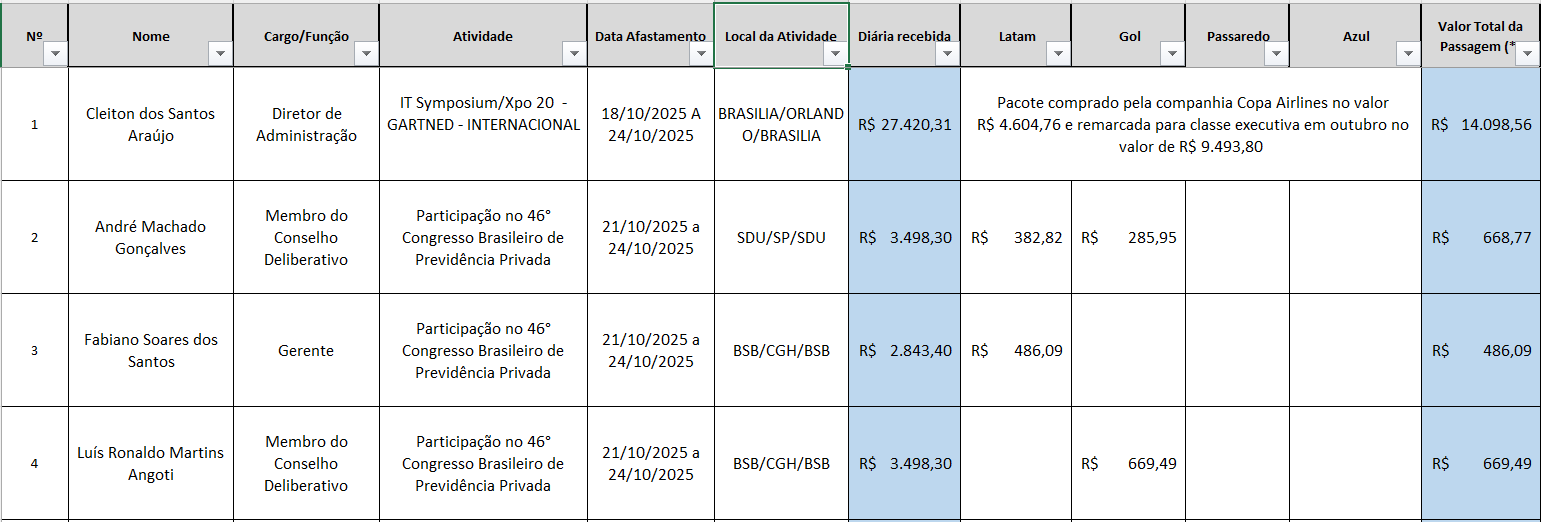 Nº Nome Cargo/Função Atividade Data Afastamento Local da Atividade Diária recebida Latam Gol Passaredo Azul Valor Total da
Passagem (*
1 Cleiton dos Santos
Araújo
Diretor de
Administração
IT Symposium/Xpo 20 -
GARTNED - INTERNACIONAL
18/10/2025 A
24/10/2025
BRASILIA/ORLAND
O/BRASILIA
R$ 27.420,31
Pacote comprado pela companhia Copa Airlines no valor
R$ 4.604,76 e remarcada para classe executiva em outubro no
valor de R$ 9.493,80
R$ 14.098,56
2 André Machado
Gonçalves
Membro do
Conselho
Deliberativo
Participação no 46°
Congresso Brasileiro de
Previdência Privada
21/10/2025 a
24/10/2025
SDU/SP/SDU
R$ 3.498,30
R$ 382,82
R$ 285,95
R$ 668,77
3 Fabiano Soares dos
Santos
Gerente
Participação no 46°
Congresso Brasileiro de
Previdência Privada
21/10/2025 a
24/10/2025
BSB/CGH/BSB
R$ 2.843,40
R$ 486,09
R$ 486,09
4 Luís Ronaldo Martins
Angoti
Membro do
Conselho
Deliberativo
Participação no 46°
Congresso Brasileiro de
Previdência Privada
21/10/2025 a
24/10/2025
BSB/CGH/BSB
R$ 3.498,30
R$ 669,49
R$ 669,49